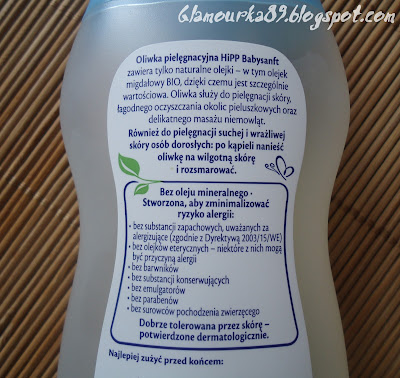 Glamourka89.blogspot.com
Oliwka pielęgnacyjna HiPP Babysanft
zawiera tylko naturalne olejki – w tym olejek
migdałowy BIO, dzięki czemu jest szczególnie
wartościowa. Oliwka służy do pielęgnacji skóry,
łagodnego oczyszczania okolic pieluszkowych oraz
delikatnego masażu niemowląt.
Również do pielęgnacji suchej i wrażliwej
skóry osób dorosłych: po kąpieli nanieść
oliwkę na wilgotną skórę
i rozsmarować.
Bez oleju mineralnego •
Stworzona, aby zminimalizować
ryzyko alergii:
• bez substancji zapachowych, uważanych za
alergizujące (zgodnie z Dyrektywą 2003/15/WE)
• bez olejków eterycznych – niektóre z nich mogą
być przyczyną alergii
• bez barwników
• bez substancji konserwujących
• bez emulgatorów
• bez parabenów
• bez surowców pochodzenia zwierzęcego
Dobrze tolerowana przez skórę –
potwierdzone dermatologicznie.
Najlepiej zużyć przed końcem: